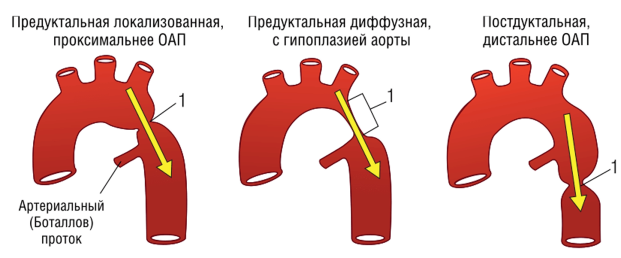 Предуктальная локализованная,
проксимальнее ОАП
Предуктальная диффузная,
с гипоплазией аорты
Постдуктальная,
дистальнее ОАП
1
1
1
Артериальный
(Боталлов)
проток